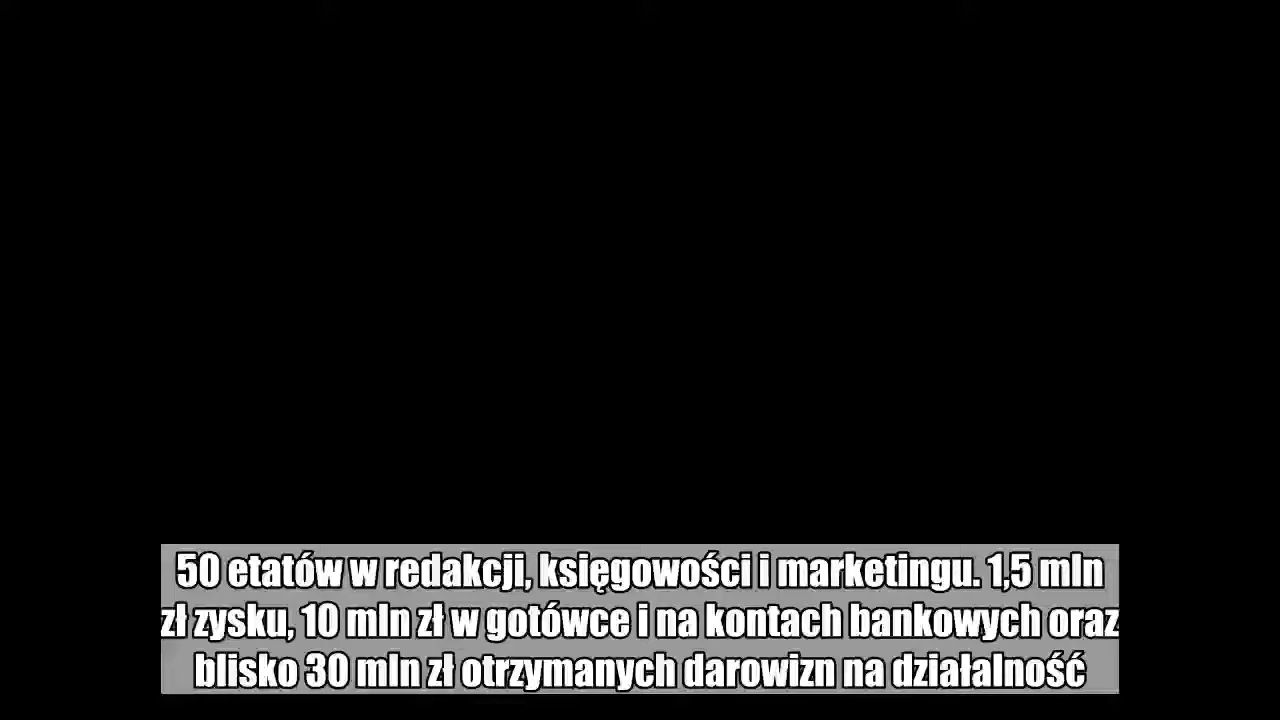 50 etatów w redakcji, księgowości i marketingu. 1,5 mln
zł zysku, 10 mln zł w gotówce i na kontach bankowych oraz
blisko 30 mln zł otrzymanych darowizn na działalność